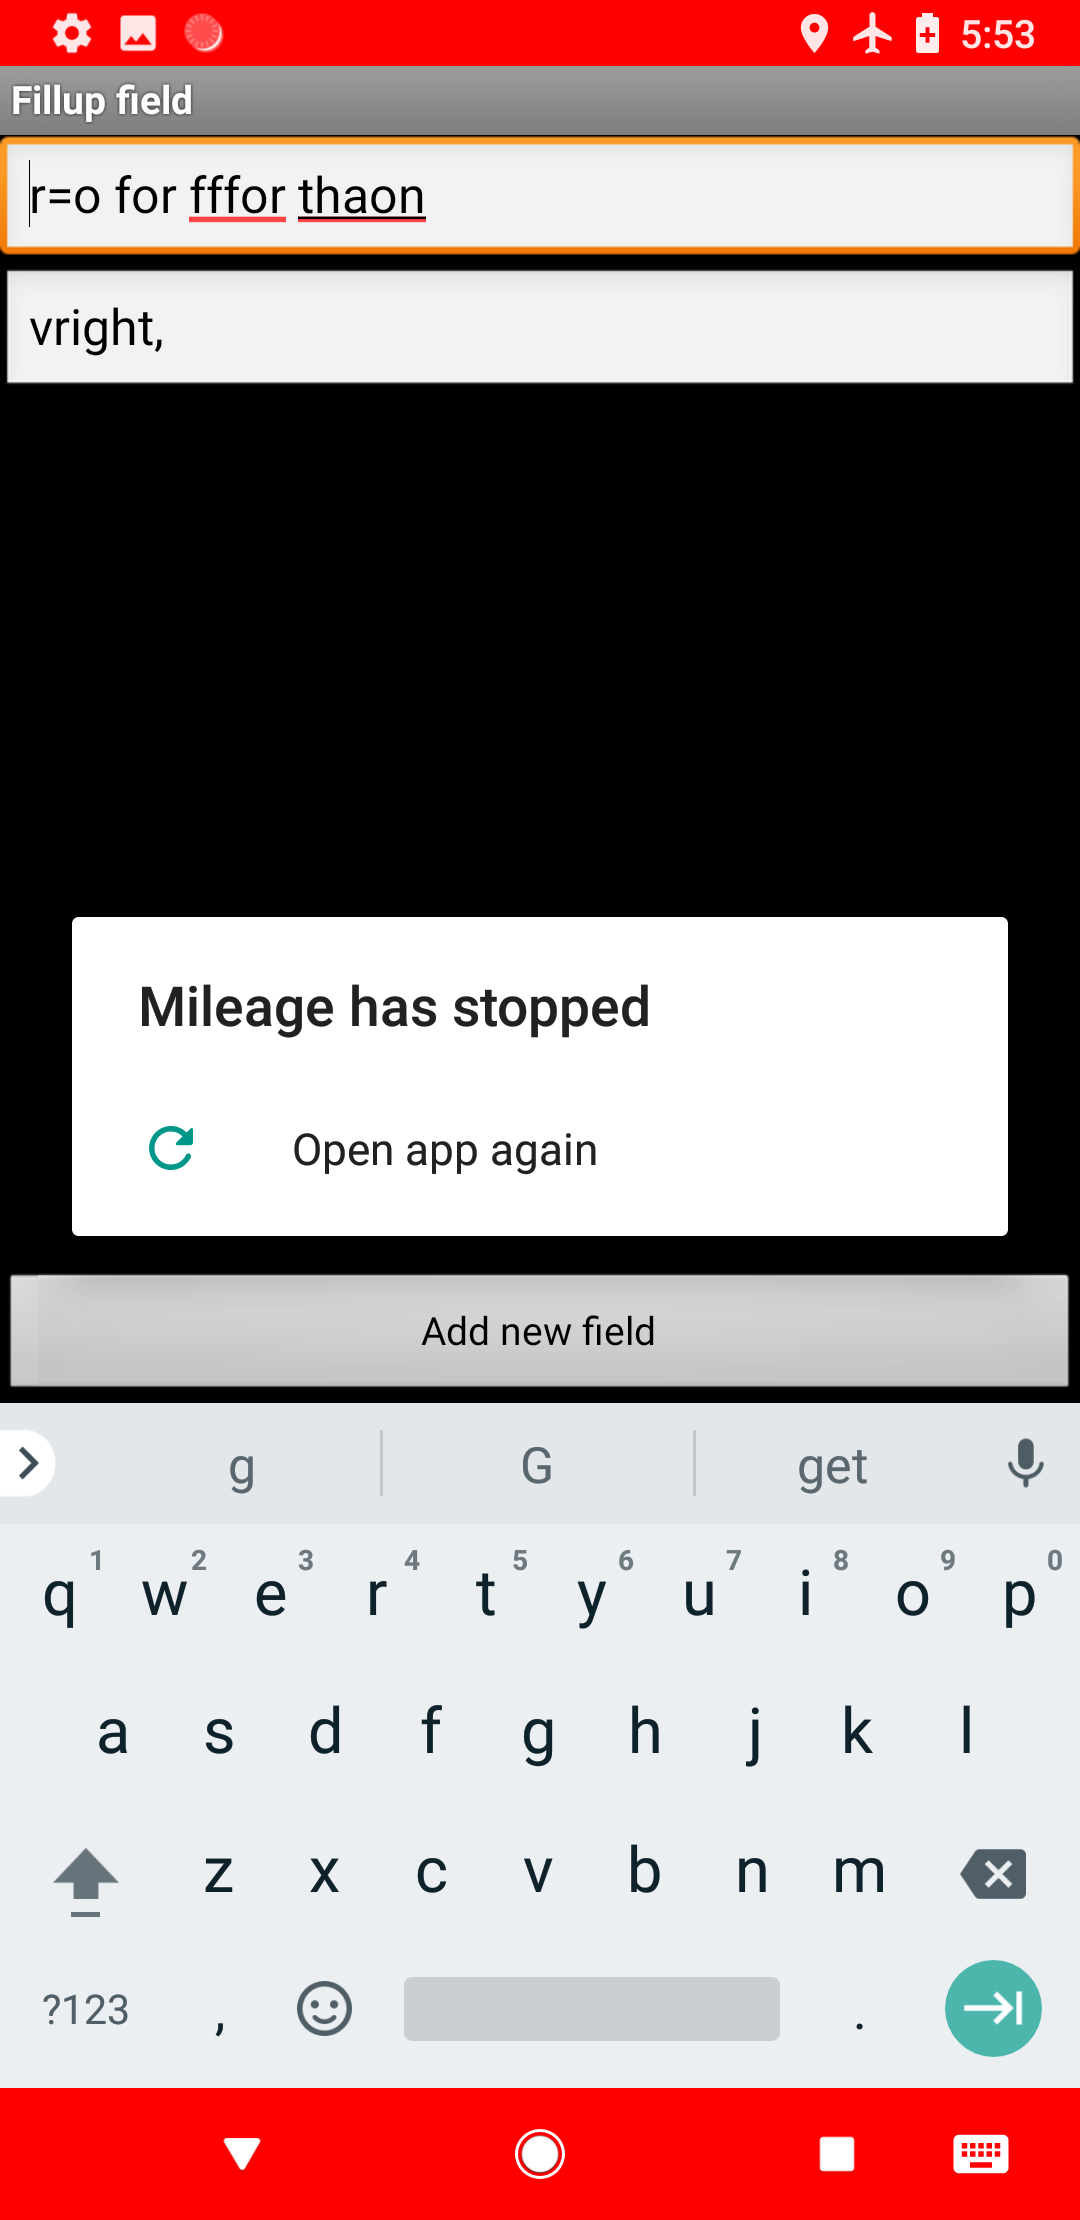 5:53
Fillup field
r=o for fffor thaon
vright,
Mileage has stopped
Open app again
Add new field
g G get
1 2 3 4 5 6 7 8 9 0
q w e r t y u i o p
a s d f g h j k l
z x c v b n m
?123 , .